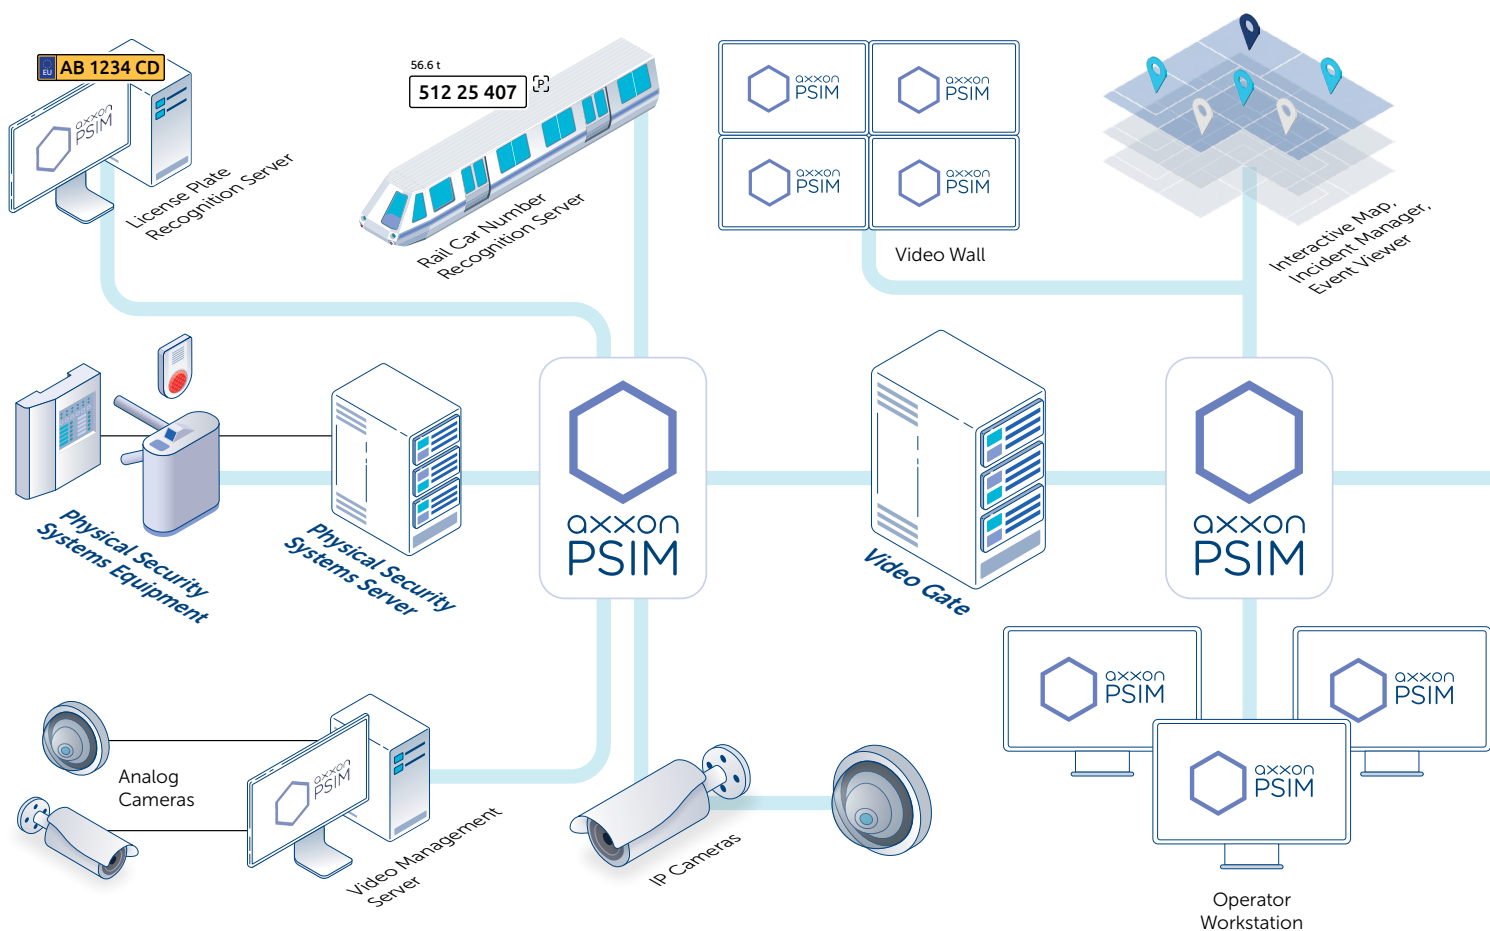 EU
AB 1234 CD
axxon
PSIM
License Plate
Recognition Server
56.6 t
512 25 407
P
Rail Car Number
Recognition Server
axxon
PSIM
axxon
PSIM
axxon
PSIM
axxon
PSIM
Video Wall
Interactive Map,
Incident Manager,
Event Viewer
Physical Security
Systems Equipment
Physical Security
Systems Server
axxon
PSIM
Video Gate
axxon
PSIM
Analog
Cameras
axxon
PSIM
Video Management
Server
IP Cameras
axxon
PSIM
axxon
PSIM
axxon
PSIM
Operator
Workstation